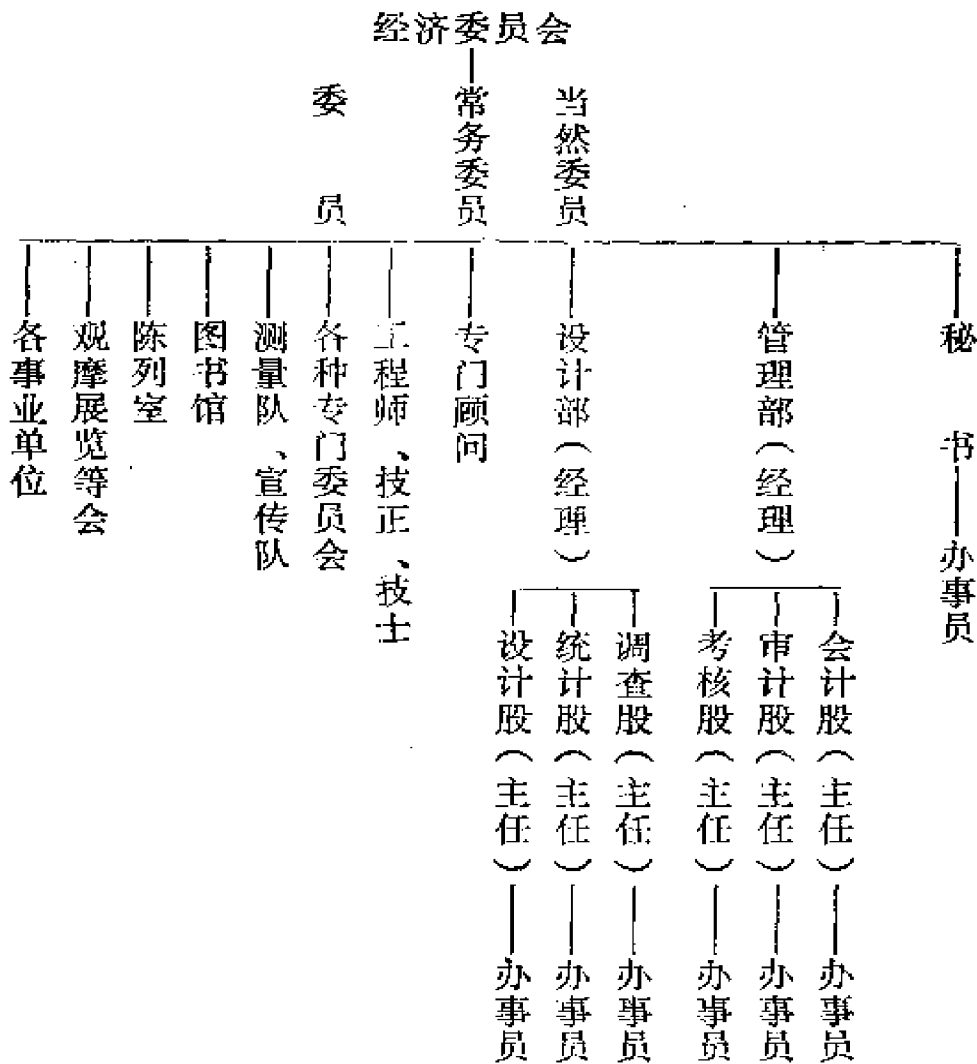 经济委员会
委员
常务委员
当然委员
各事业单位
观摩展览等会
陈列室
图书馆
测量队、宣传队
各种专门委员会
工程师、技正、技士
专门顾问
设计部(经理)
管理部(经理)
秘书
办事员
设计股(主任)
统计股(主任)
调查股(主任)
考核股(主任)
审计股(主任)
会计股(主任)
办事员
办事员
办事员
办事员
办事员
办事员